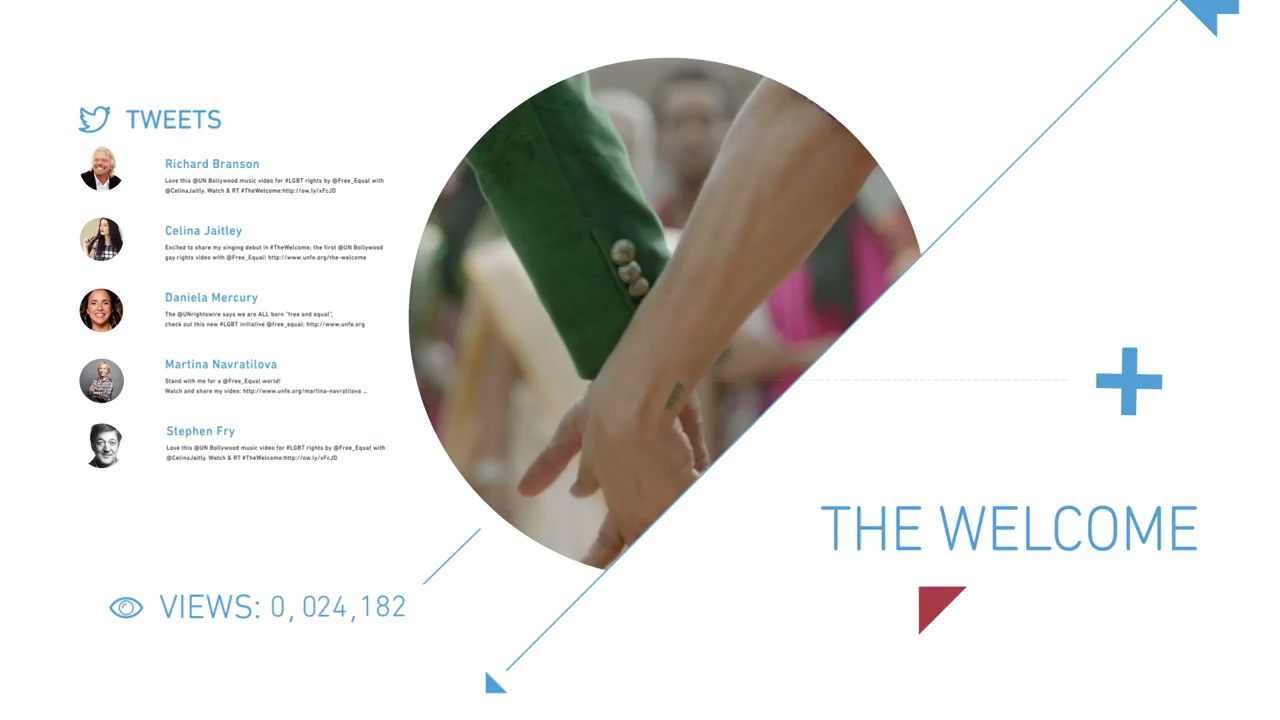 TWEETS
Richard Branson
Love this @UN Bollywood music video for #LGBT rights by @Free_Equal with
@CelinaJaitly. Watch & RT #TheWelcome:http://ow.ly/xFcJD
Celina Jaitley
Excited to share my singing debut in #TheWelcome: the first @UN Bollywood
gay rights video with @Free_Equal! http://www.unfe.org/the-welcome
Daniela Mercury
The @UNrightswire says we are ALL born "free and equal",
check out this new #LGBT initiative @free_equal: http://www.unfe.org
Martina Navratilova
Stand with me for a @Free_Equal world!
Watch and share my video: http://www.unfe.org/martina-navratilova ...
Stephen Fry
Love this @UN Bollywood music video for #LGBT rights by @Free_Equal with
@CelinaJaitly. Watch & RT #TheWelcome:http://ow.ly/xFcJD
THE WELCOME
VIEWS: 0, 024,182